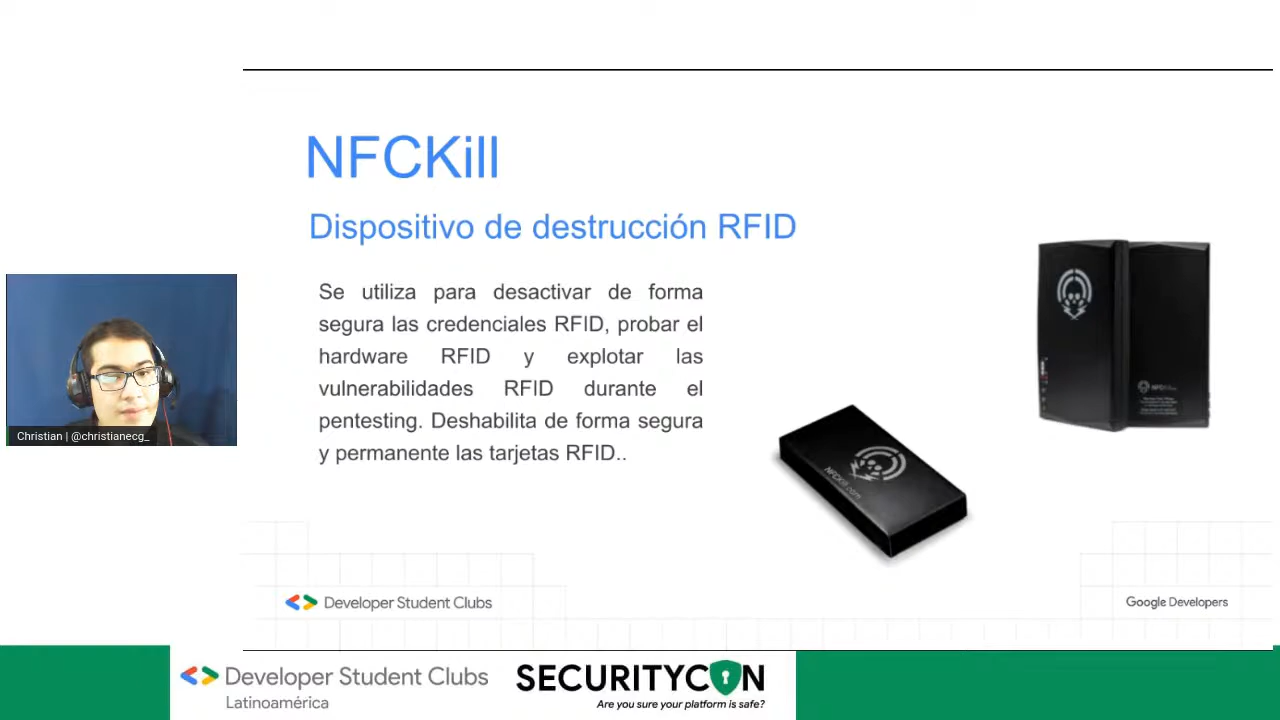 NFCKill
Dispositivo de destrucción RFID
Se utiliza para desactivar de forma
segura las credenciales RFID, probar el
hardware RFID y explotar las
vulnerabilidades RFID durante el
pentesting. Deshabilita de forma segura
y permanente las tarjetas RFID..
Christian | @christianecg_
NFCKill.com
Developer Student Clubs
Google Developers
Developer Student Clubs
Latinoamérica
SECURITYCON
Are you sure your platform is safe?